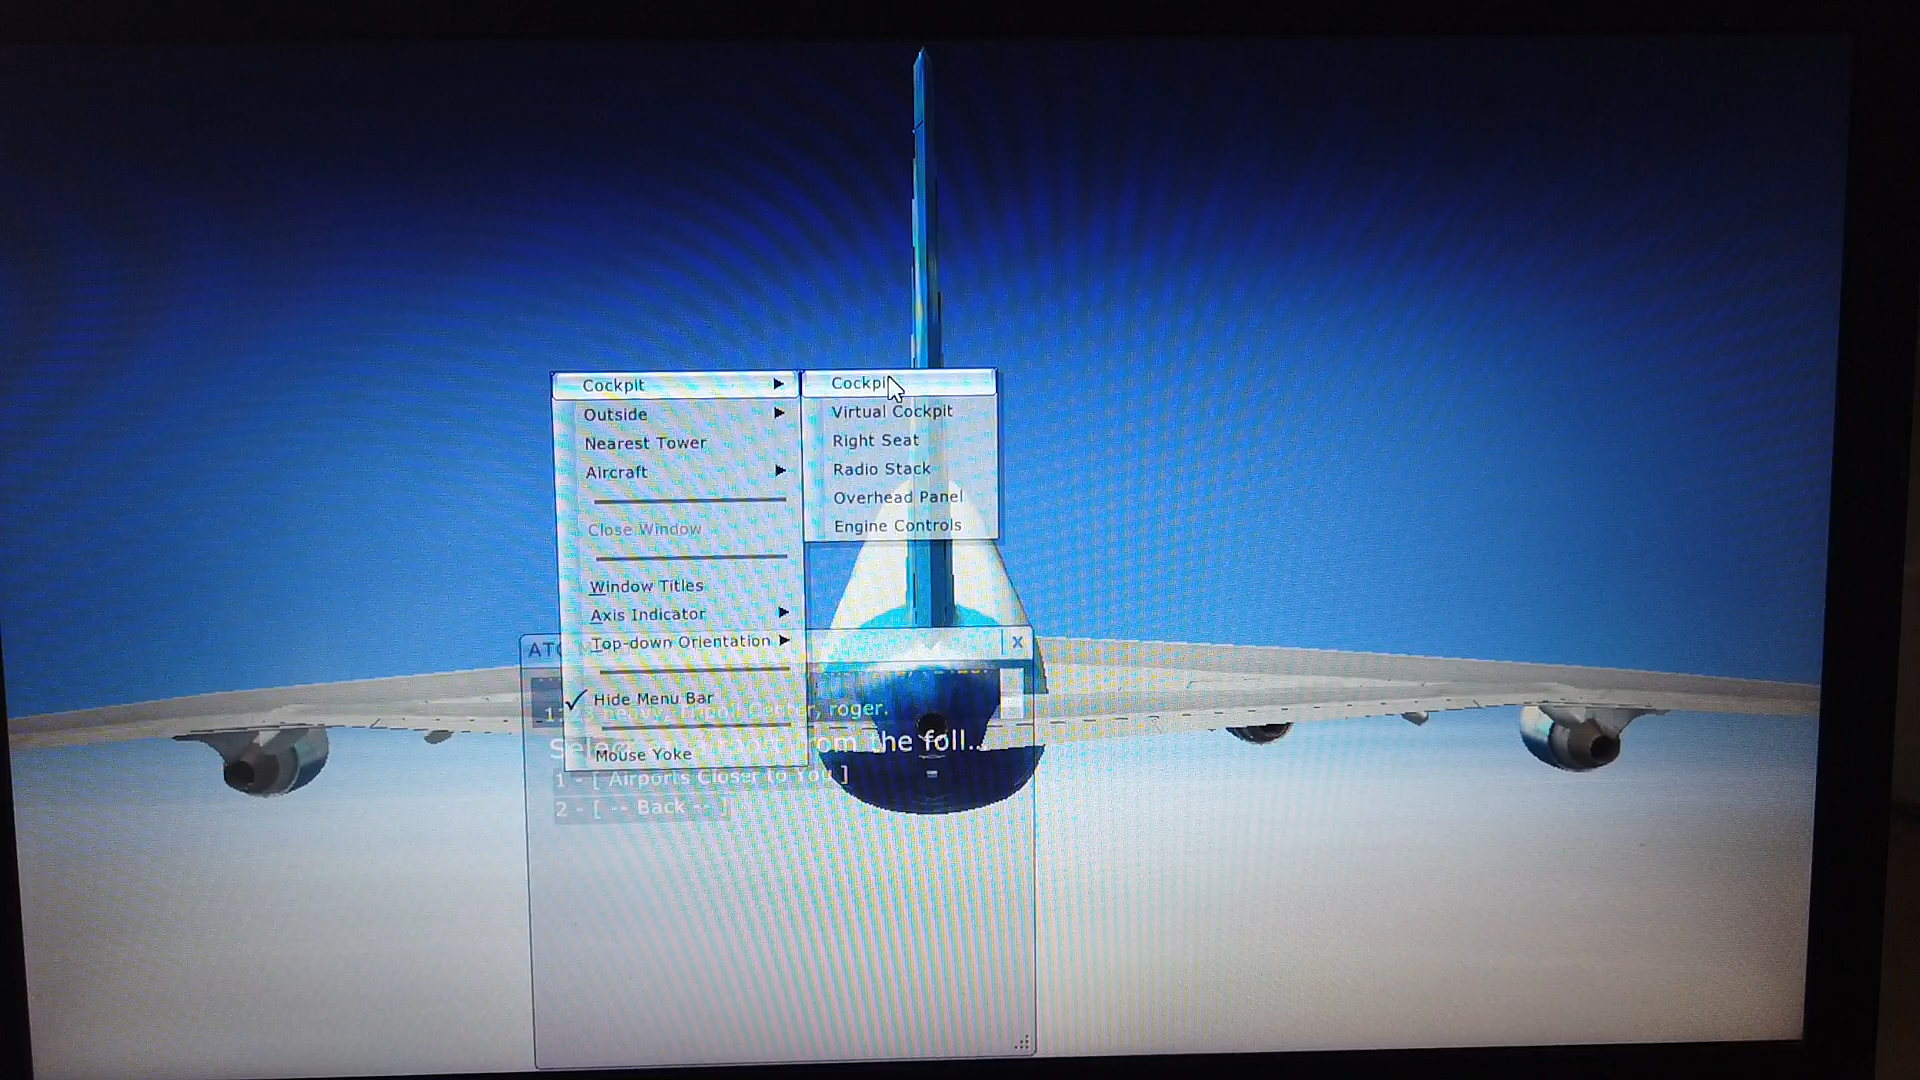 Cockpit
Outside
Nearest Tower
Aircraft
Close Window
Window Titles
Axis Indicator
Top-down Orientation
Hide Menu Bar
Mouse Yoke
Cockpit
Virtual Cockpit
Right Seat
Radio Stack
Overhead Panel
Engine Controls
ATC
X
roger.
from the foll...
1 - [ Airports Closer to You ]
2 - [ -- Back -- ]